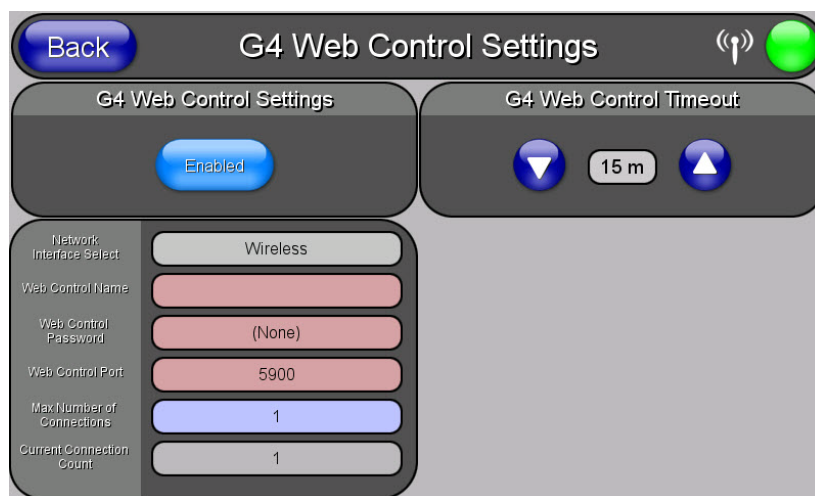 Back
G4 Web Control Settings
G4 Web Control Settings
G4 Web Control Timeout
Enabled
15 m
Network
Interface Select
Wireless
Web Control Name
Web Control
Password
(None)
Web Control Port
5900
Max Number of
Connections
1
Current Connection
Count
1